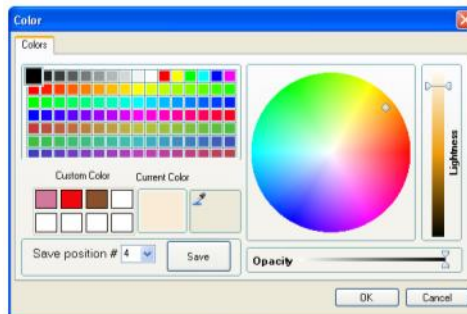 Color
Colors
Custom Color
Current Color
Save position # 4
Save
Lightness
Opacity
OK
Cancel